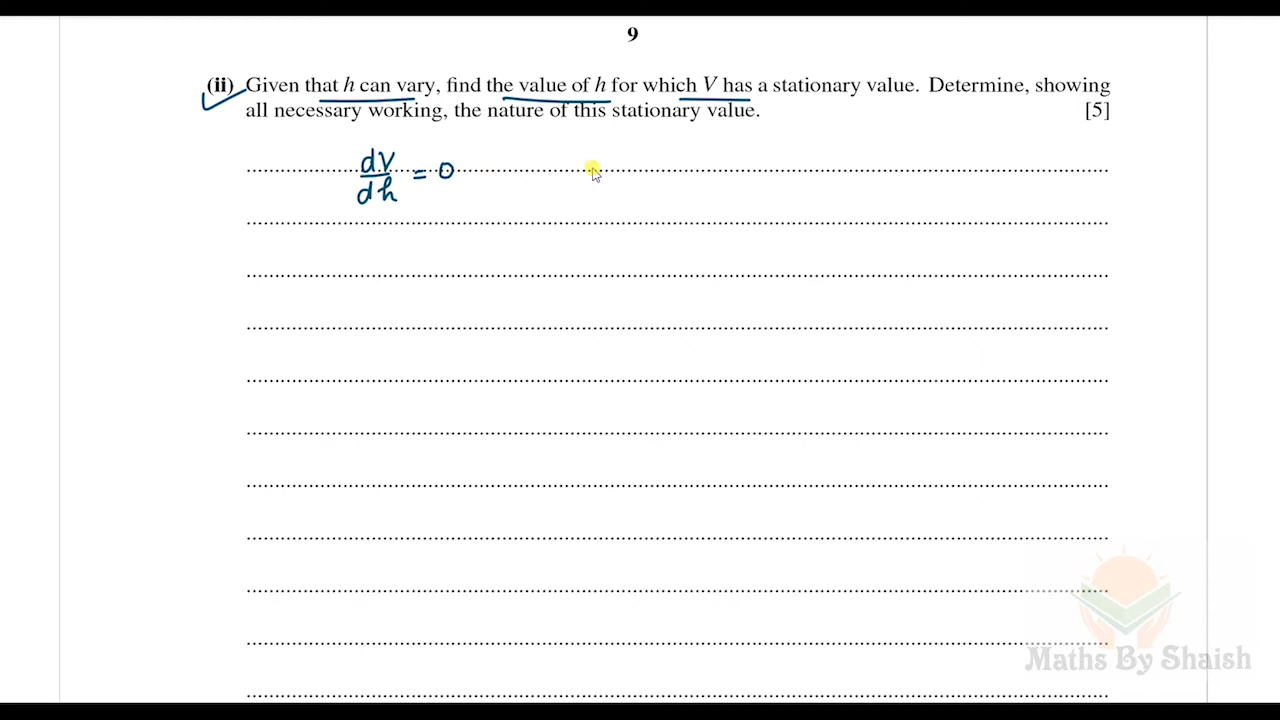 9
(ii) Given that h can vary, find the value of h for which V has a stationary value. Determine, showing
all necessary working, the nature of this stationary value. [5]
dV/dh = 0
Maths By Shaish